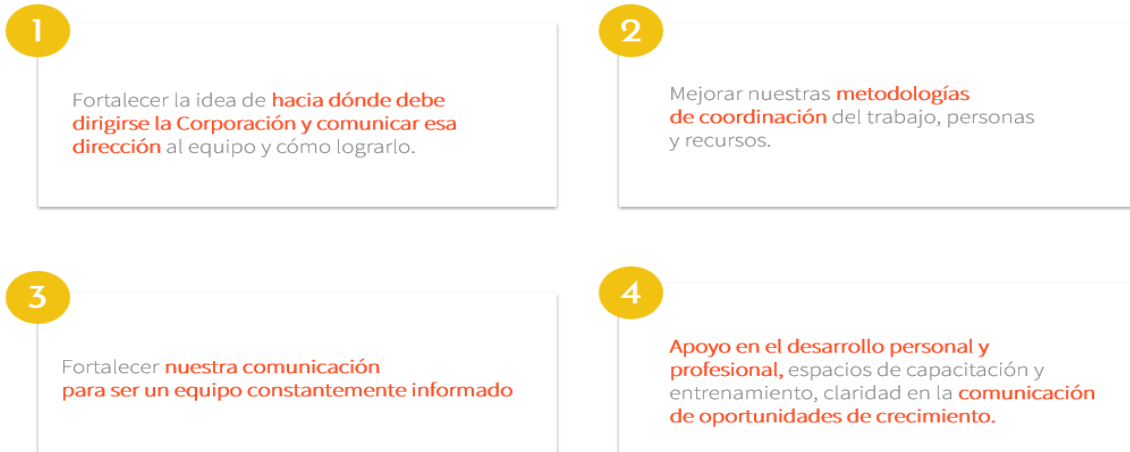 1
Fortalecer la idea de hacia dónde debe
dirigirse la Corporación y comunicar esa
dirección al equipo y cómo lograrlo.
2
Mejorar nuestras metodologías
de coordinación del trabajo, personas
y recursos.
3
Fortalecer nuestra comunicación
para ser un equipo constantemente informado
4
Apoyo en el desarrollo personal y
profesional, espacios de capacitación y
entrenamiento, claridad en la comunicación
de oportunidades de crecimiento.